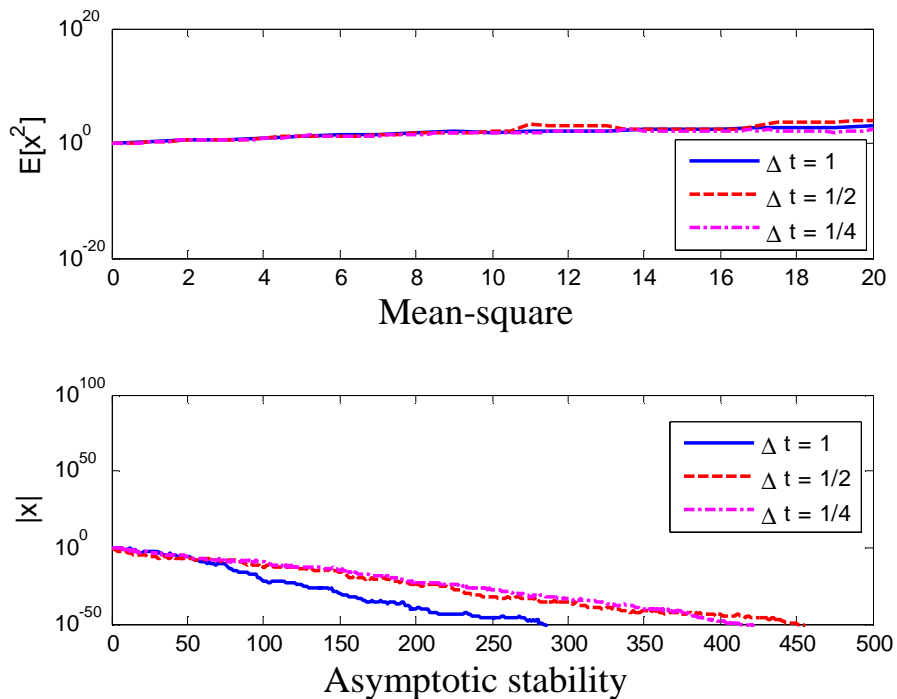 10^20
10^0
10^-20
E[x^2]
0 2 4 6 8 10 12 14 16 18 20
Mean-square
Δ t = 1
Δ t = 1/2
Δ t = 1/4
10^100
10^50
10^0
10^-50
|x|
0 50 100 150 200 250 300 350 400 450 500
Asymptotic stability
Δ t = 1
Δ t = 1/2
Δ t = 1/4